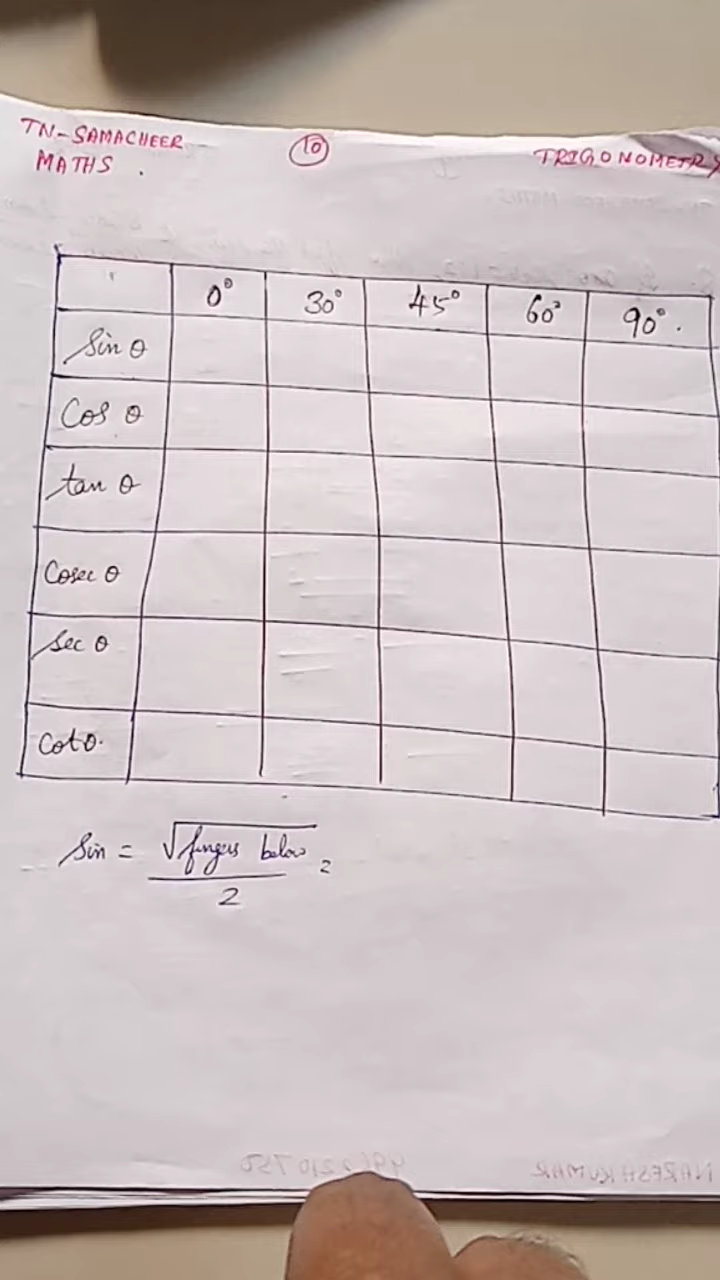 TN-SAMACHEER
MATHS.
10
TRIGONOMETRY
0° 30° 45° 60° 90°.
Sin θ
Cos θ
tan θ
Cosec θ
Sec θ
Cot θ.
Sin = √fingers below 2
2